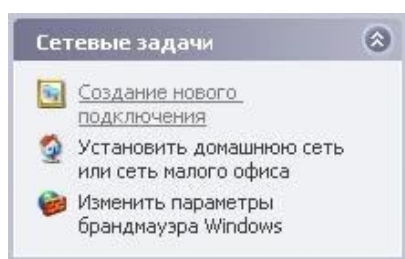 Сетевые задачи
Создание нового
подключения
Установить домашнюю сеть
или сеть малого офиса
Изменить параметры
брандмауэра Windows